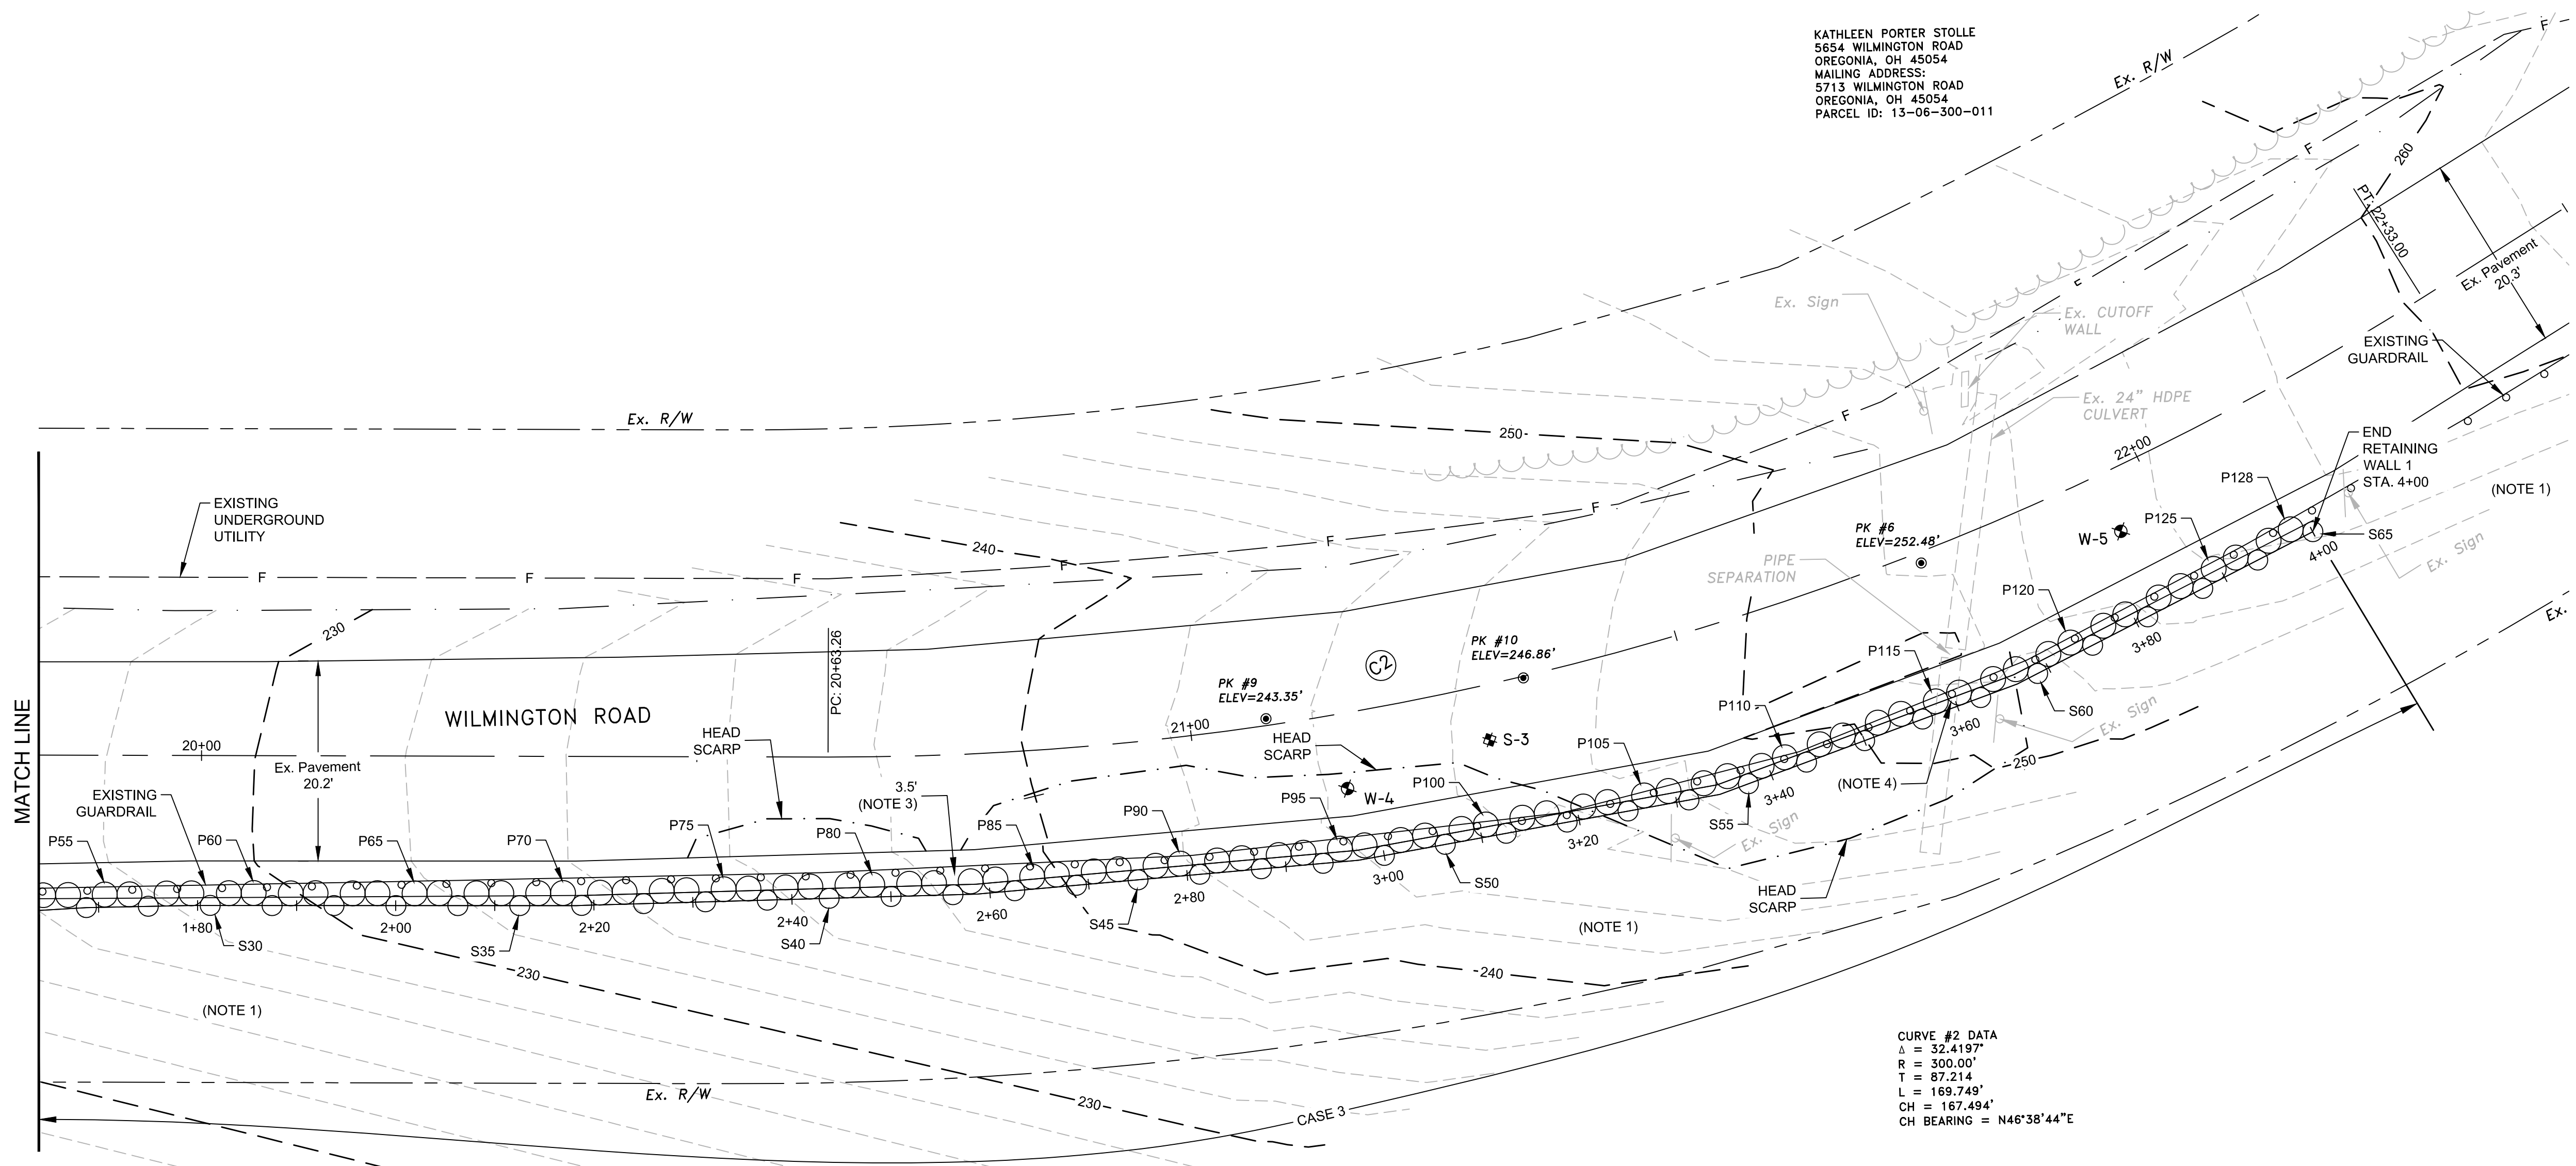 KATHLEEN PORTER STOLLE
5654 WILMINGTON ROAD
OREGONIA, OH 45054
MAILING ADDRESS:
5713 WILMINGTON ROAD
OREGONIA, OH 45054
PARCEL ID: 13-06-300-011
Ex. R/W
F
F
260
PT: 22+33.00
Ex. Pavement
20.3'
Ex. Sign
Ex. CUTOFF
WALL
F
EXISTING
GUARDRAIL
Ex. 24" HDPE
CULVERT
Ex. R/W
250
F
22+00
END
RETAINING
WALL 1
STA. 4+00
(NOTE 1)
P128
EXISTING
UNDERGROUND
UTILITY
F
P125
PK #6
ELEV=252.48'
W-5
S65
Ex. Sign
4+00
240
F
F
F
F
F
PIPE
SEPARATION
P120
Ex.
230
PC: 20+63.26
PK #10
ELEV=246.86'
C2
P115
3+80
PK #9
ELEV=243.35'
WILMINGTON ROAD
MATCH LINE
20+00
21+00
HEAD
SCARP
HEAD
SCARP
S-3
P110
S60
Ex. Sign
3+60
P105
250
Ex. Pavement
20.2'
3.5'
(NOTE 3)
(NOTE 4)
EXISTING
GUARDRAIL
P100
3+40
W-4
P95
S55
Ex. Sign
P55
P60
P65
P70
P75
P80
P85
P90
3+20
3+00
S50
HEAD
SCARP
2+80
2+60
S45
2+40
S40
2+20
S35
2+00
1+80
S30
(NOTE 1)
230
240
(NOTE 1)
CURVE #2 DATA
Δ = 32.4197°
R = 300.00'
T = 87.214
L = 169.749'
CH = 167.494'
CH BEARING = N46°38'44"E
Ex. R/W
230
CASE 3